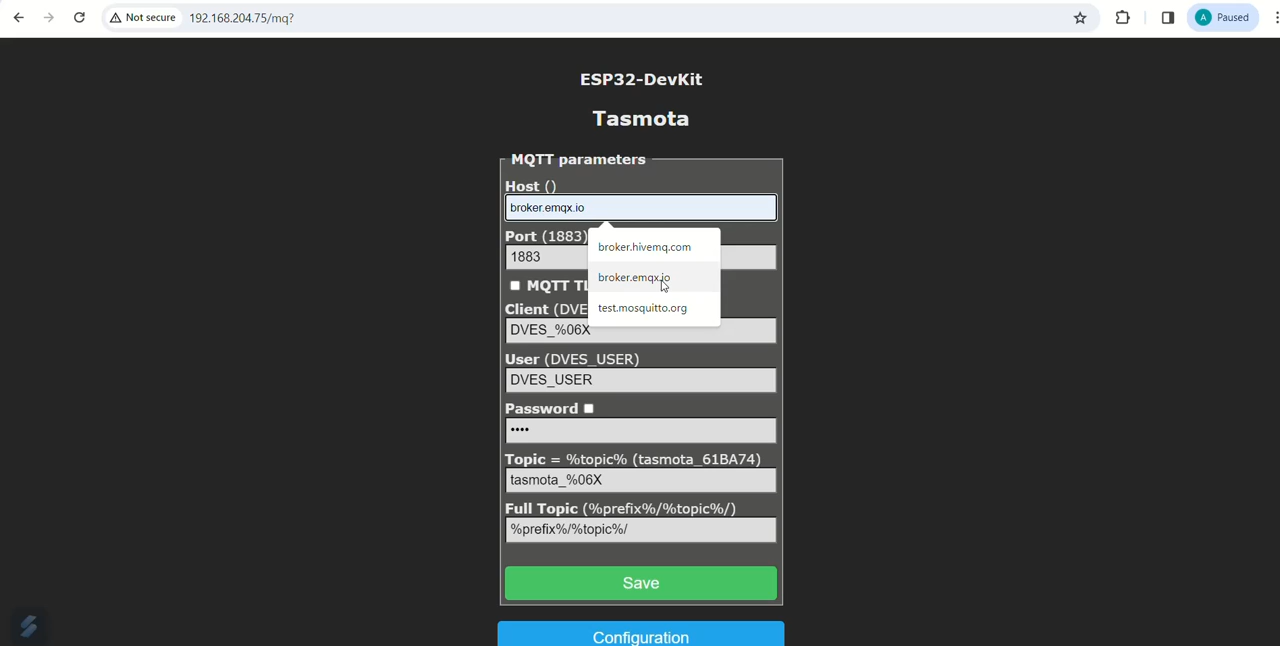 Not secure
192.168.204.75/mq?
A
Paused
ESP32-DevKit
Tasmota
MQTT parameters
Host ()
broker.emqx.io
Port (1883)
1883
broker.hivemq.com
broker.emqx.io
test.mosquitto.org
MQTT TL
Client (DVE
DVES_%06X
User (DVES_USER)
DVES_USER
Password
••••
Topic = %topic% (tasmota_61BA74)
tasmota_%06X
Full Topic (%prefix%/%topic%/)
%prefix%/%topic%/
Save
Configuration